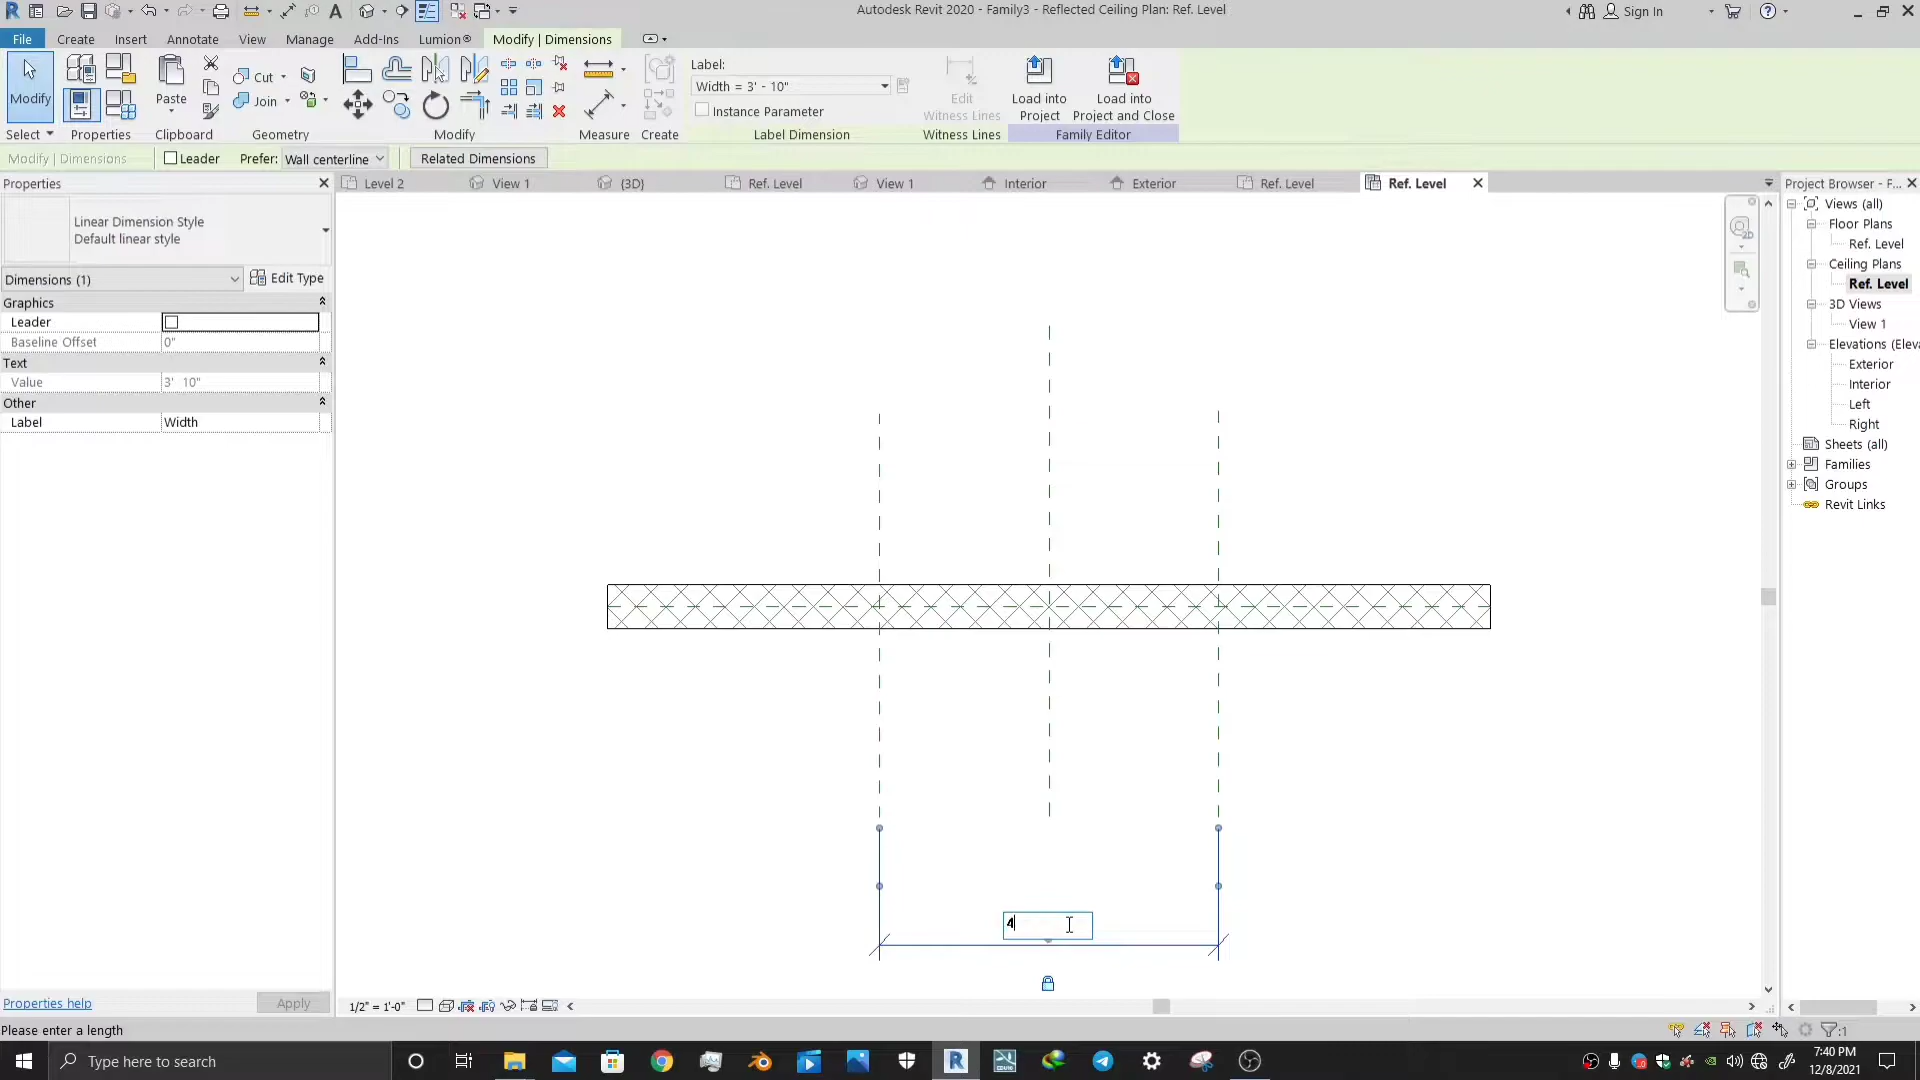 Autodesk Revit 2020 - Family3 - Reflected Ceiling Plan: Ref. Level
Sign In
File Create Insert Annotate View Manage Add-Ins Lumion® Modify | Dimensions
Modify
Paste
Cut
Join
Label:
Width = 3' - 10"
Instance Parameter
Edit
Witness Lines
Load into
Project
Load into
Project and Close
Select Properties Clipboard Geometry Modify Measure Create Label Dimension Witness Lines Family Editor
Modify | Dimensions Leader Prefer: Wall centerline Related Dimensions
Properties
Level 2 View 1 {3D} Ref. Level View 1 Interior Exterior Ref. Level Ref. Level
Linear Dimension Style
Default linear style
Dimensions (1) Edit Type
Graphics
Leader
Baseline Offset 0"
Text
Value 3' 10"
Other
Label Width
Project Browser - F...
Views (all)
Floor Plans
Ref. Level
Ceiling Plans
Ref. Level
3D Views
View 1
Elevations (Eleva
Exterior
Interior
Left
Right
Sheets (all)
Families
Groups
Revit Links
4
Properties help Apply
1/2" = 1'-0"
Please enter a length
:1
Type here to search
7:40 PM
12/8/2021